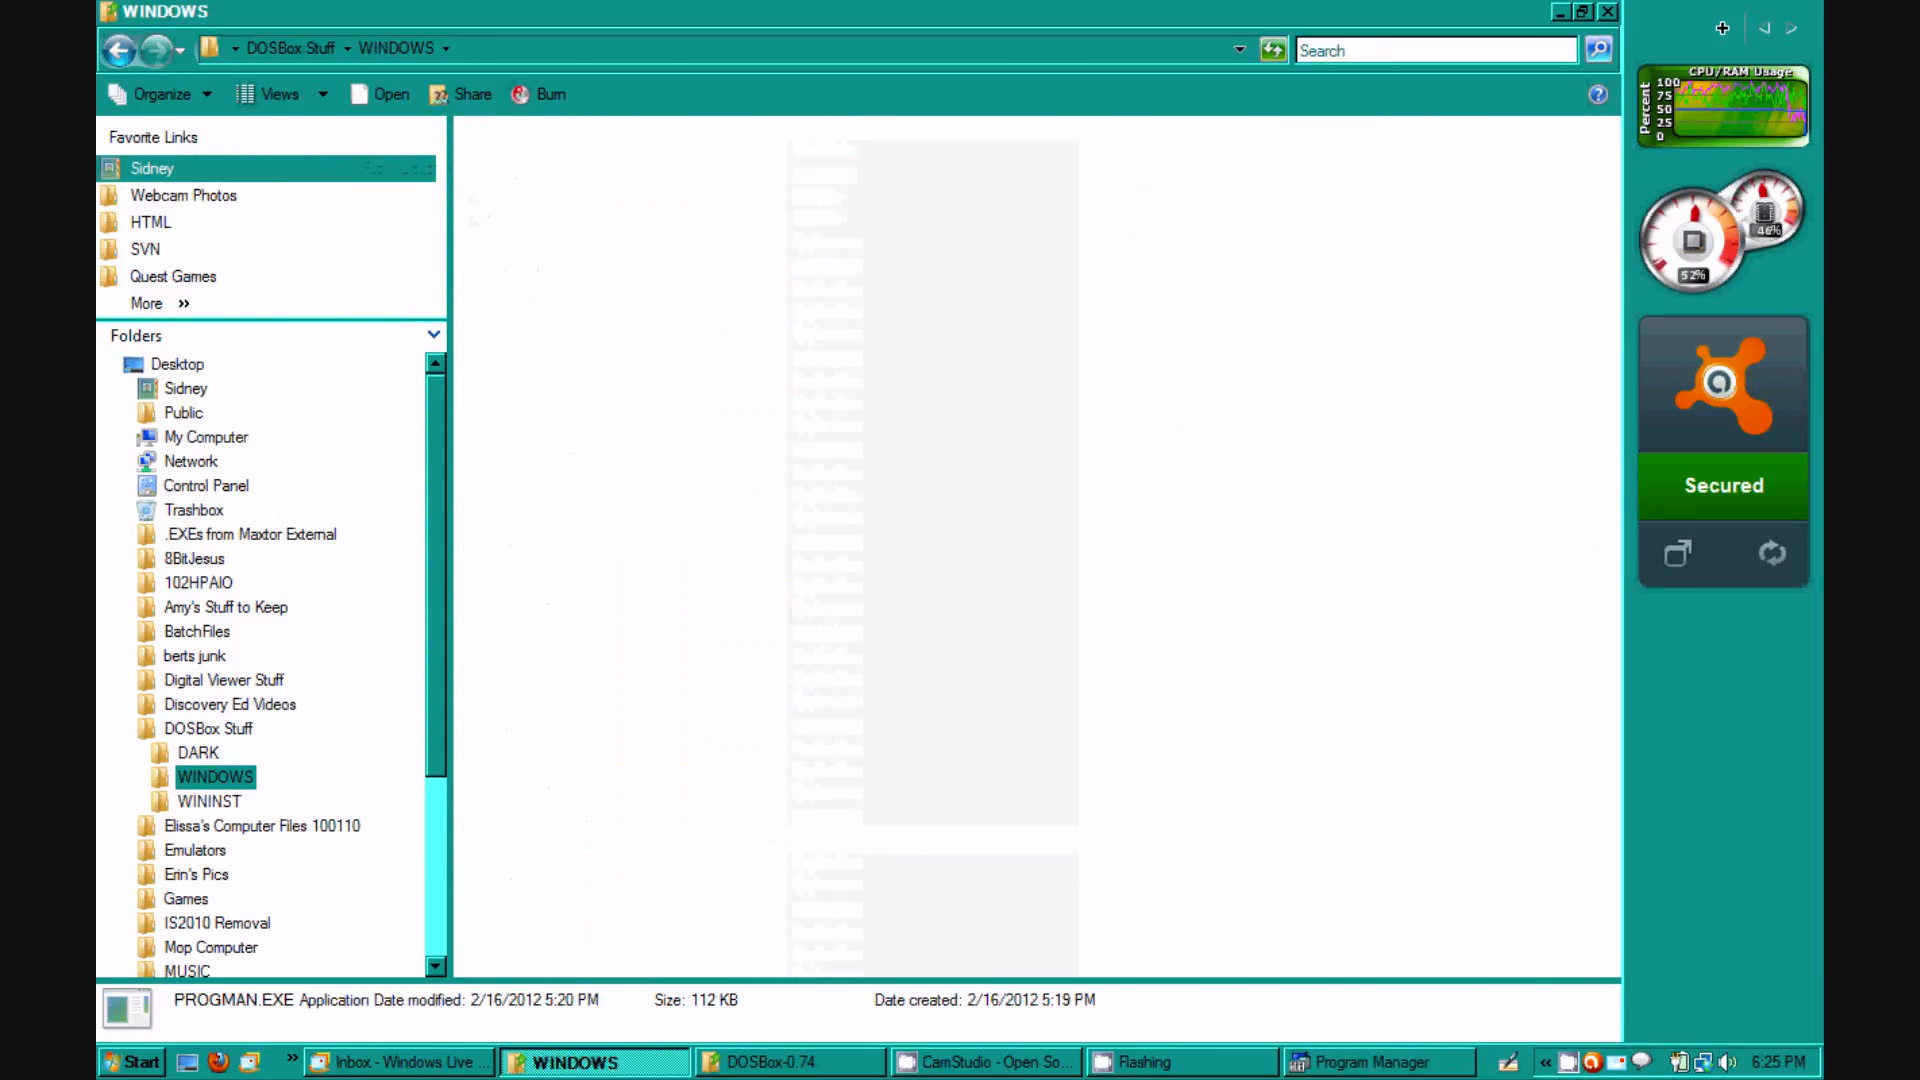 WINDOWS
DOSBox Stuff WINDOWS
Search
Organize Views Open Share Burn
CPU/RAM Usage
Percent
100
75
50
25
0
46%
52%
Secured
Favorite Links
Sidney
Webcam Photos
HTML
SVN
Quest Games
More »
Folders
Desktop
Sidney
Public
My Computer
Network
Control Panel
Trashbox
.EXEs from Maxtor External
8BitJesus
102HPAIO
Amy's Stuff to Keep
BatchFiles
berts junk
Digital Viewer Stuff
Discovery Ed Videos
DOSBox Stuff
DARK
WINDOWS
WININST
Elissa's Computer Files 100110
Emulators
Erin's Pics
Games
IS2010 Removal
Mop Computer
MUSIC
PROGMAN.EXE Application Date modified: 2/16/2012 5:20 PM Size: 112 KB Date created: 2/16/2012 5:19 PM
Start » Inbox - Windows Live ... WINDOWS DOSBox-0.74 CamStudio - Open So... Flashing Program Manager « 6:25 PM